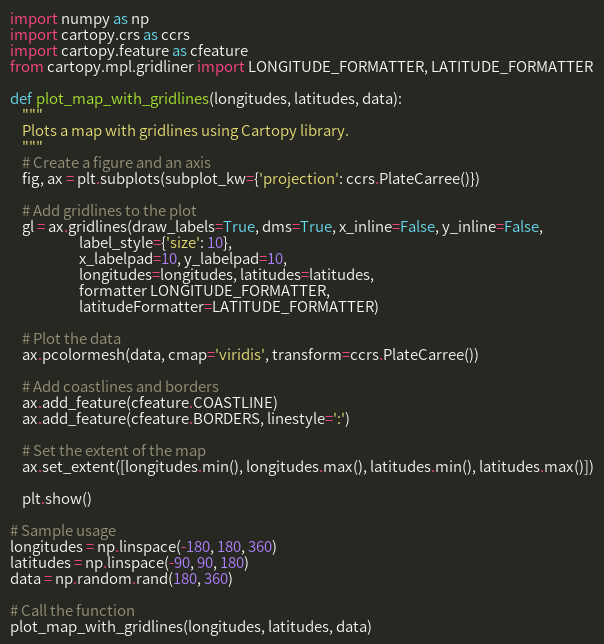 import numpy as np
import cartopy.crs as ccrs
import cartopy.feature as cfeature
from cartopy.mpl.gridliner import LONGITUDE_FORMATTER, LATITUDE_FORMATTER

def plot_map_with_gridlines(longitudes, latitudes, data):
    """
    Plots a map with gridlines using Cartopy library.
    """
    # Create a figure and an axis
    fig, ax = plt.subplots(subplot_kw={'projection': ccrs.PlateCarree()})

    # Add gridlines to the plot
    gl = ax.gridlines(draw_labels=True, dms=True, x_inline=False, y_inline=False,
                      label_style={'size': 10},
                      x_labelpad=10, y_labelpad=10,
                      longitudes=longitudes, latitudes=latitudes,
                      formatter LONGITUDE_FORMATTER,
                      latitudeFormatter=LATITUDE_FORMATTER)

    # Plot the data
    ax.pcolormesh(data, cmap='viridis', transform=ccrs.PlateCarree())

    # Add coastlines and borders
    ax.add_feature(cfeature.COASTLINE)
    ax.add_feature(cfeature.BORDERS, linestyle=':')

    # Set the extent of the map
    ax.set_extent([longitudes.min(), longitudes.max(), latitudes.min(), latitudes.max()])

    plt.show()

# Sample usage
longitudes = np.linspace(-180, 180, 360)
latitudes = np.linspace(-90, 90, 180)
data = np.random.rand(180, 360)

# Call the function
plot_map_with_gridlines(longitudes, latitudes, data)